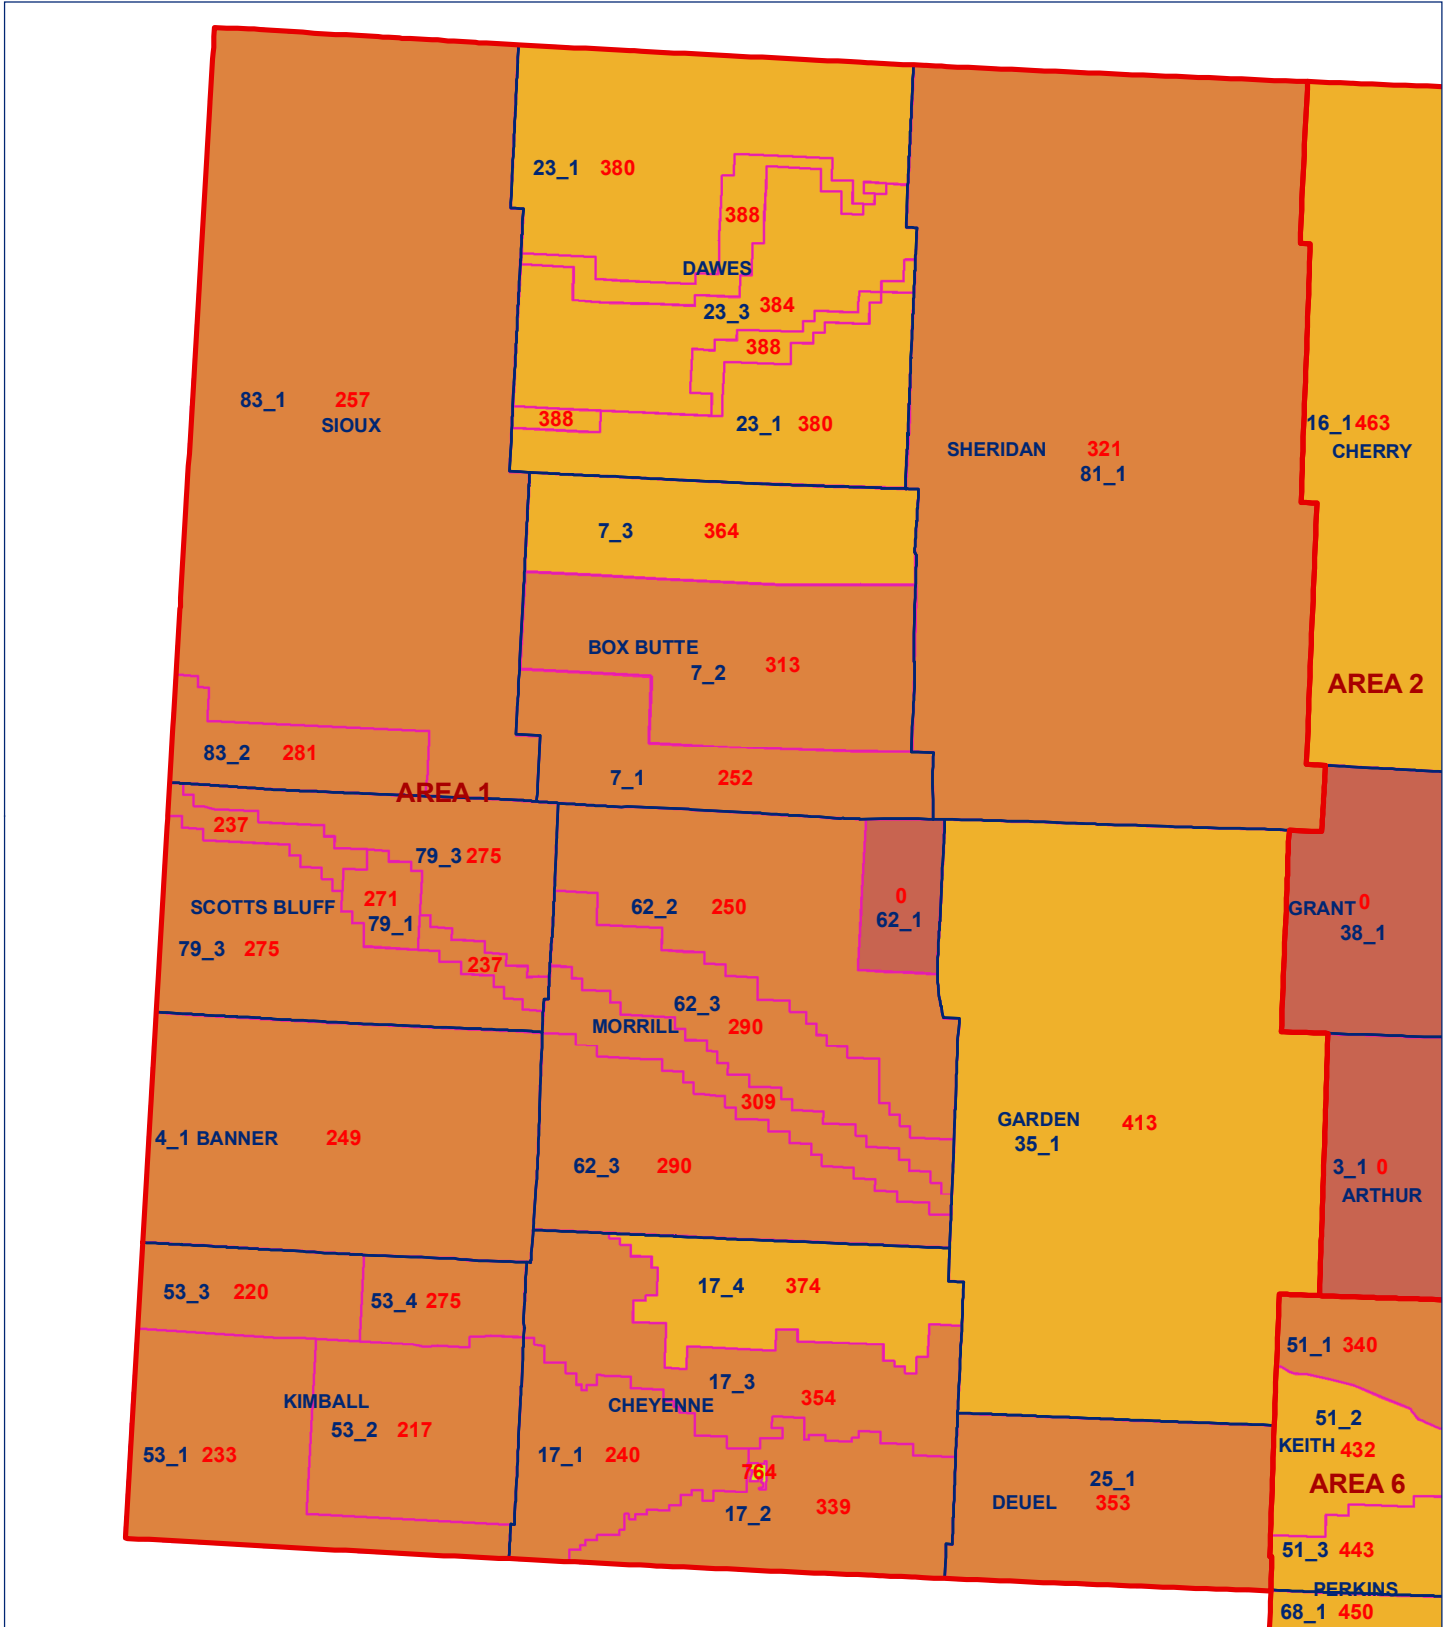 23_1 380
388
DAWES
384
23_3
388
83_1 257
SIOUX
388
23_1 380
16_1 463
CHERRY
SHERIDAN 321
81_1
7_3 364
BOX BUTTE
313
7_2
AREA 2
83_2 281
7_1 252
AREA 1
237
79_3 275
271
SCOTTS BLUFF
79_1
79_3 275
237
62_2 250
0
62_1
GRANT 0
38_1
62_3
MORRILL 290
309
GARDEN 413
35_1
4_1 BANNER 249
62_3 290
3_1 0
ARTHUR
53_3 220
53_4 275
17_4 374
51_1 340
17_3
354
KIMBALL
CHEYENNE
53_2 217
51_2
KEITH 432
53_1 233
17_1 240
764
25_1
AREA 6
DEUEL 353
17_2 339
51_3 443
PERKINS
68_1 450